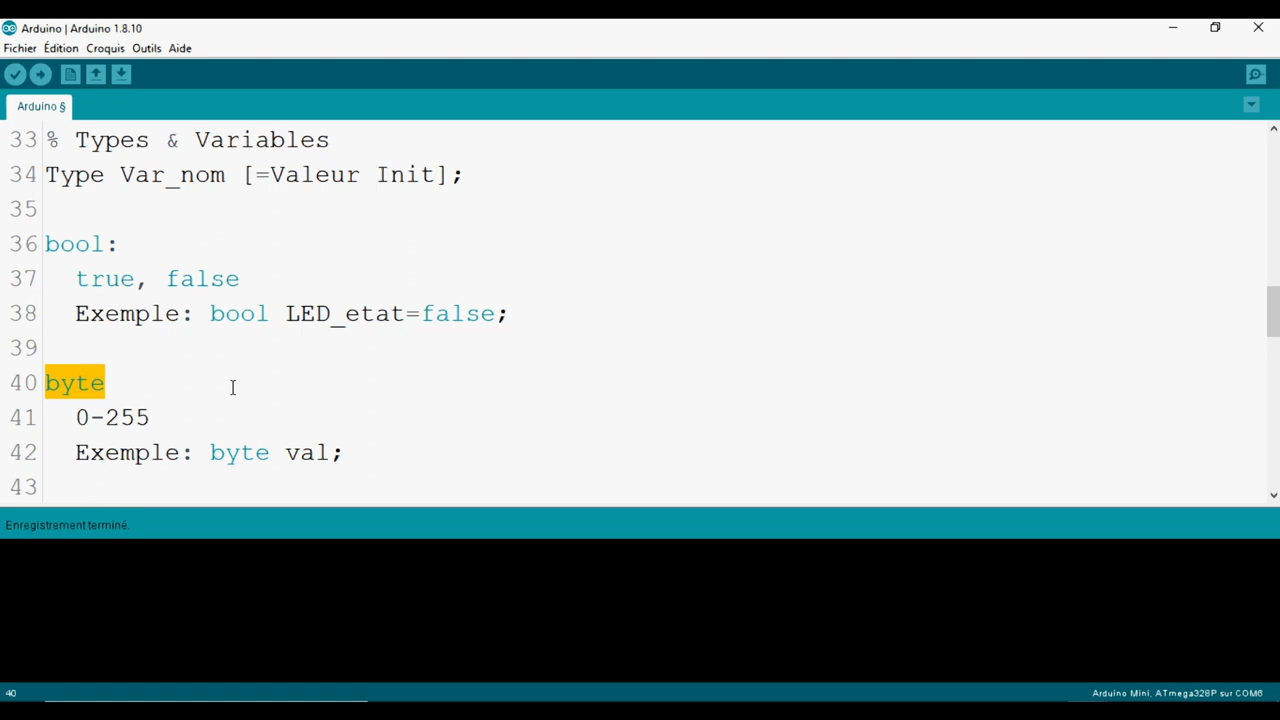 Arduino | Arduino 1.8.10
Fichier Édition Croquis Outils Aide
Arduino §
33 % Types & Variables
34 Type Var_nom [=Valeur Init];
35
36 bool:
37 true, false
38 Exemple: bool LED_etat=false;
39
40 byte
41 0-255
42 Exemple: byte val;
43
Enregistrement terminé.
40 Arduino Mini, ATmega328P sur COM6